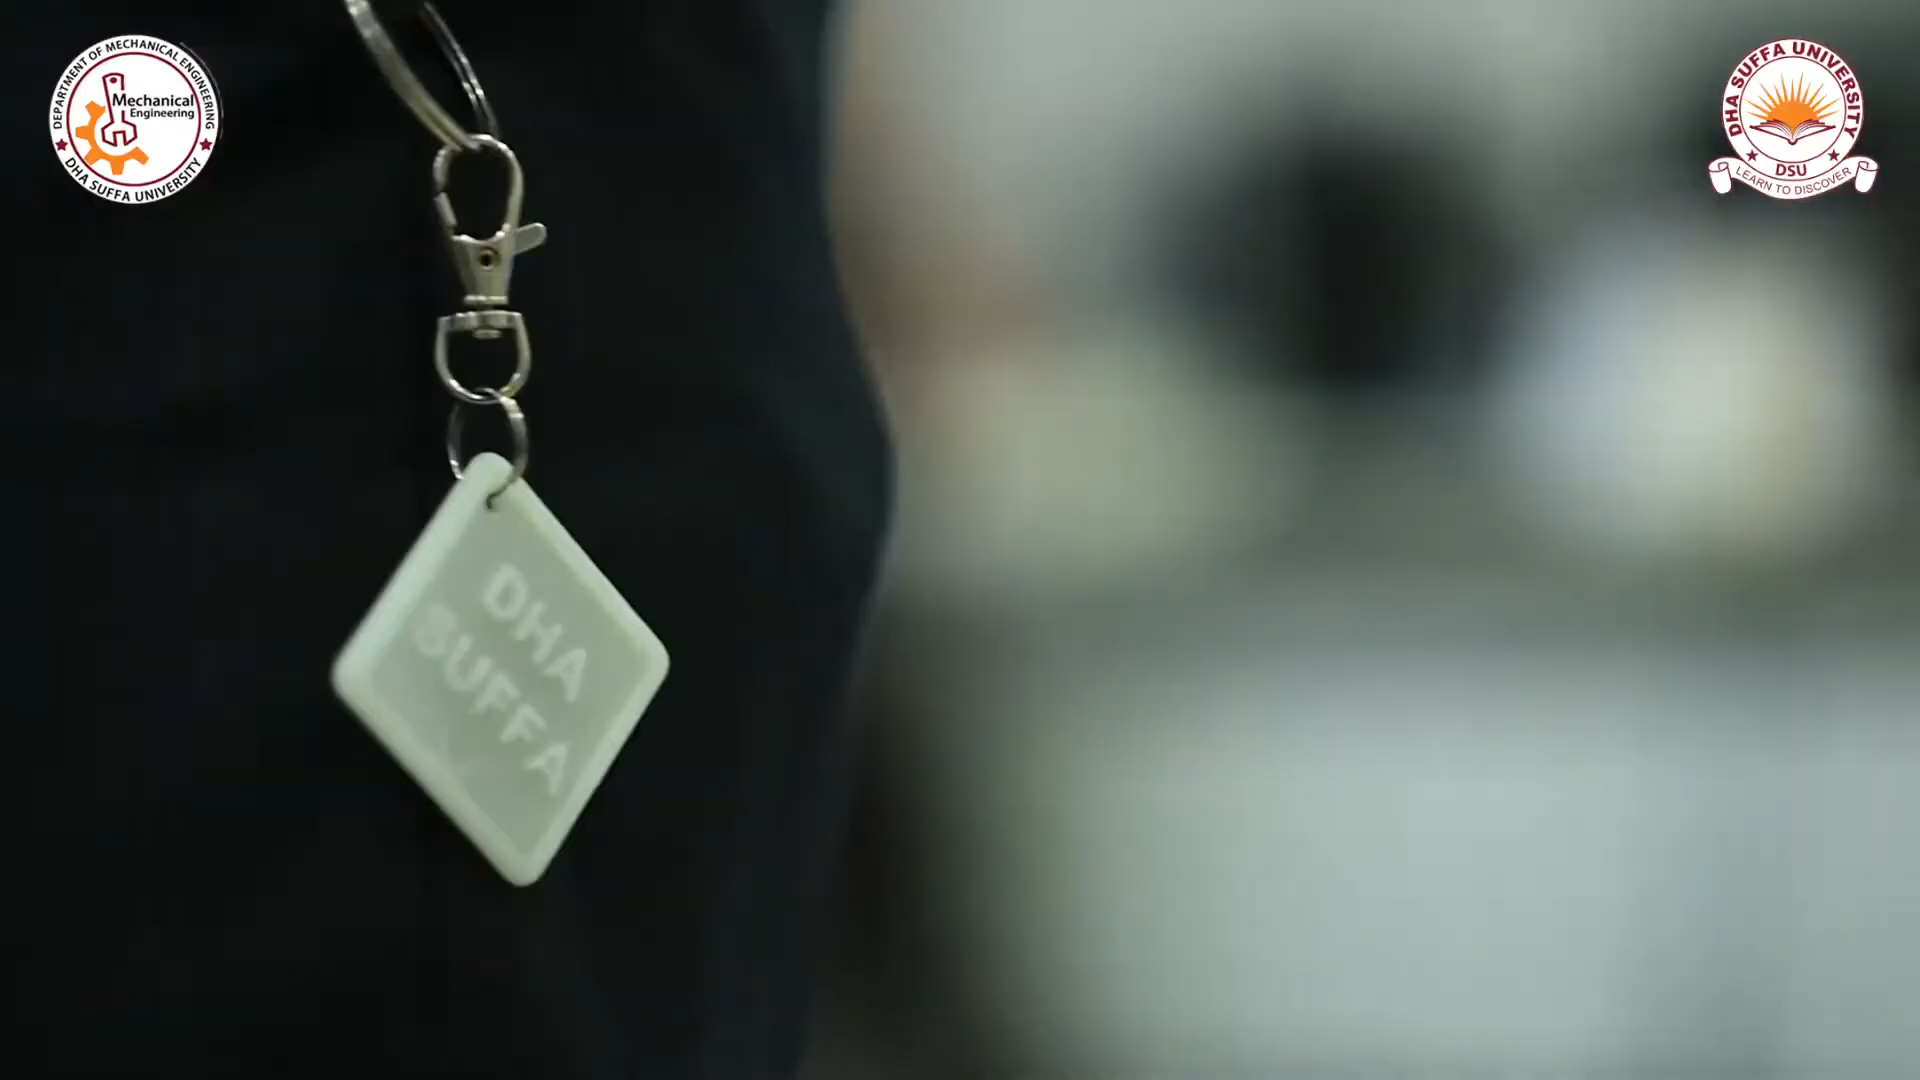 DEPARTMENT OF MECHANICAL ENGINEERING
Mechanical
Engineering
DHA SUFFA UNIVERSITY
DHA SUFFA UNIVERSITY
DSU
LEARN TO DISCOVER
DHA
SUFFA